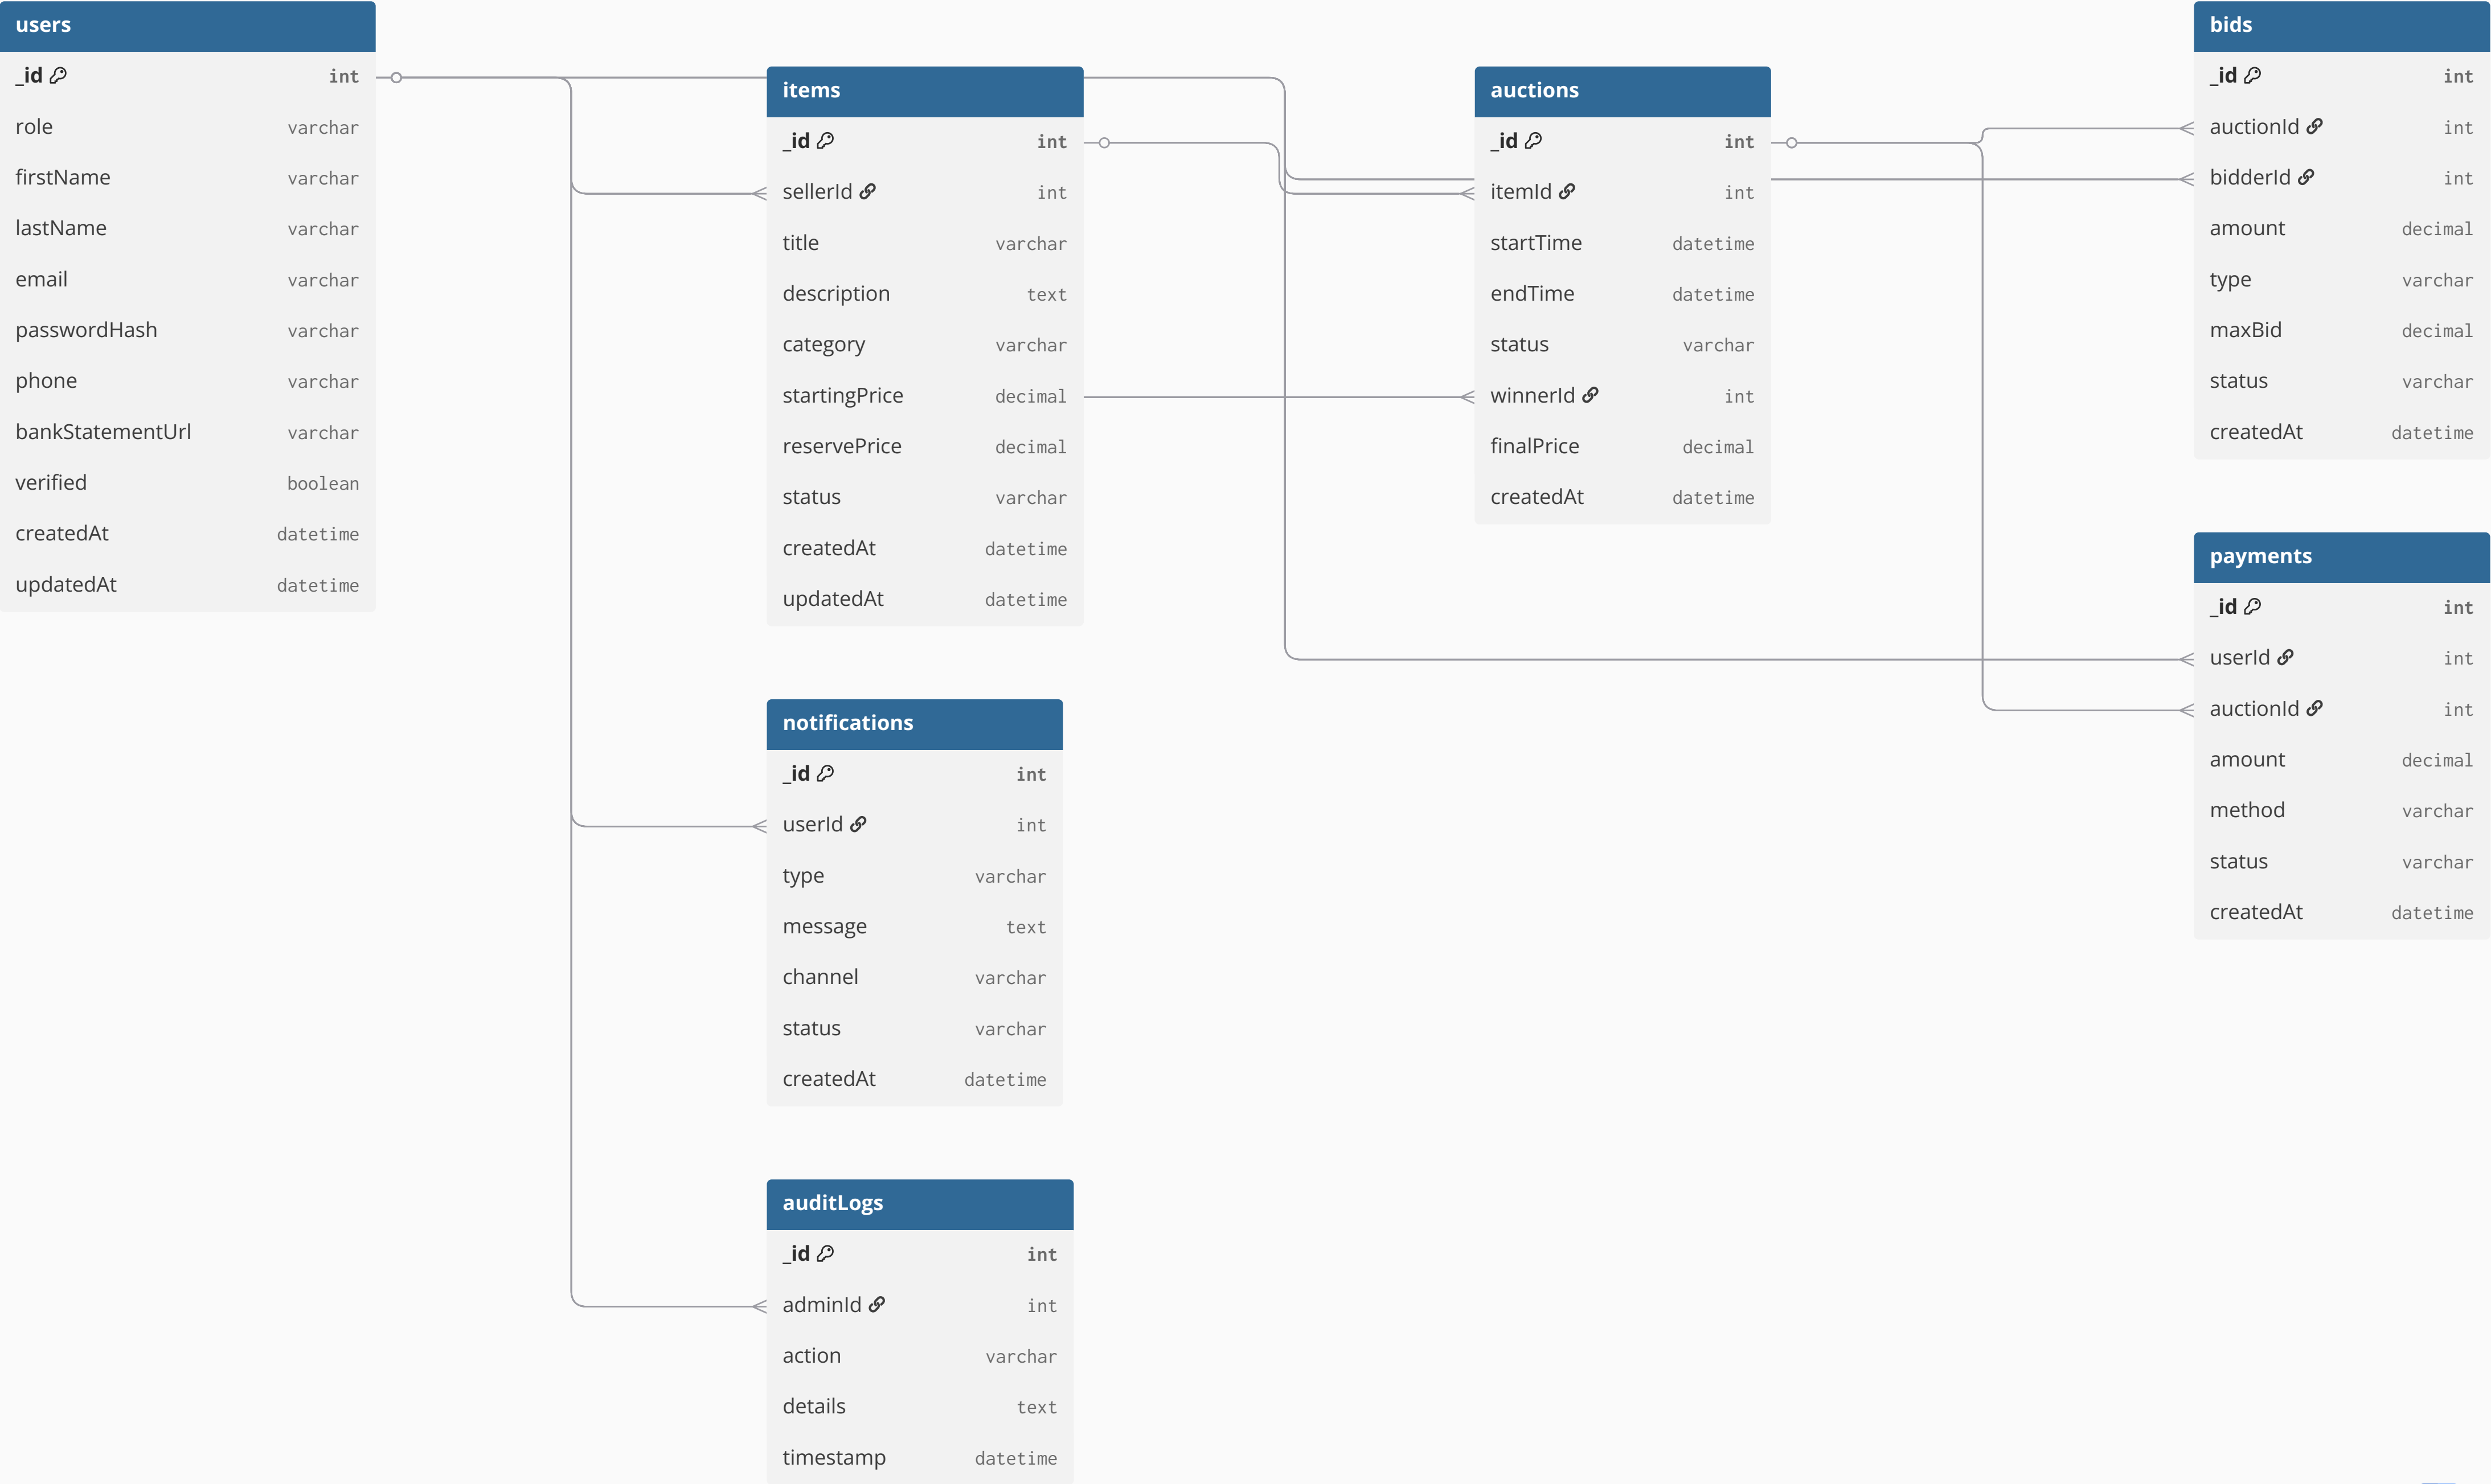 users
_id int
role varchar
firstName varchar
lastName varchar
email varchar
passwordHash varchar
phone varchar
bankStatementUrl varchar
verified boolean
createdAt datetime
updatedAt datetime
items
_id int
sellerId int
title varchar
description text
category varchar
startingPrice decimal
reservePrice decimal
status varchar
createdAt datetime
updatedAt datetime
notifications
_id int
userId int
type varchar
message text
channel varchar
status varchar
createdAt datetime
auditLogs
_id int
adminId int
action varchar
details text
timestamp datetime
auctions
_id int
itemId int
startTime datetime
endTime datetime
status varchar
winnerId int
finalPrice decimal
createdAt datetime
bids
_id int
auctionId int
bidderId int
amount decimal
type varchar
maxBid decimal
status varchar
createdAt datetime
payments
_id int
userId int
auctionId int
amount decimal
method varchar
status varchar
createdAt datetime